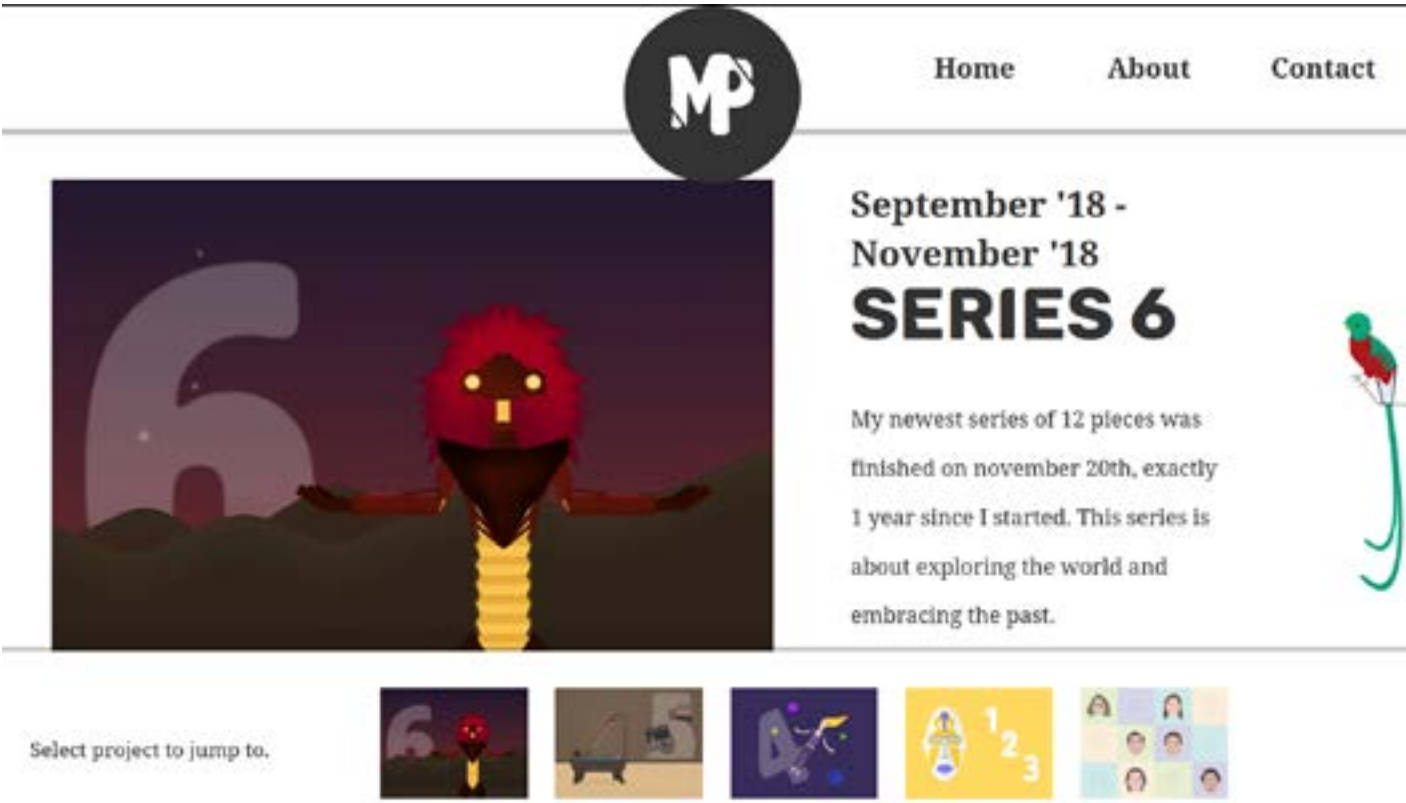 MP
Home About Contact
6
September '18 -
November '18
SERIES 6
My newest series of 12 pieces was
finished on november 20th, exactly
1 year since I started. This series is
about exploring the world and
embracing the past.
Select project to jump to.
6
5
4
1
2
3